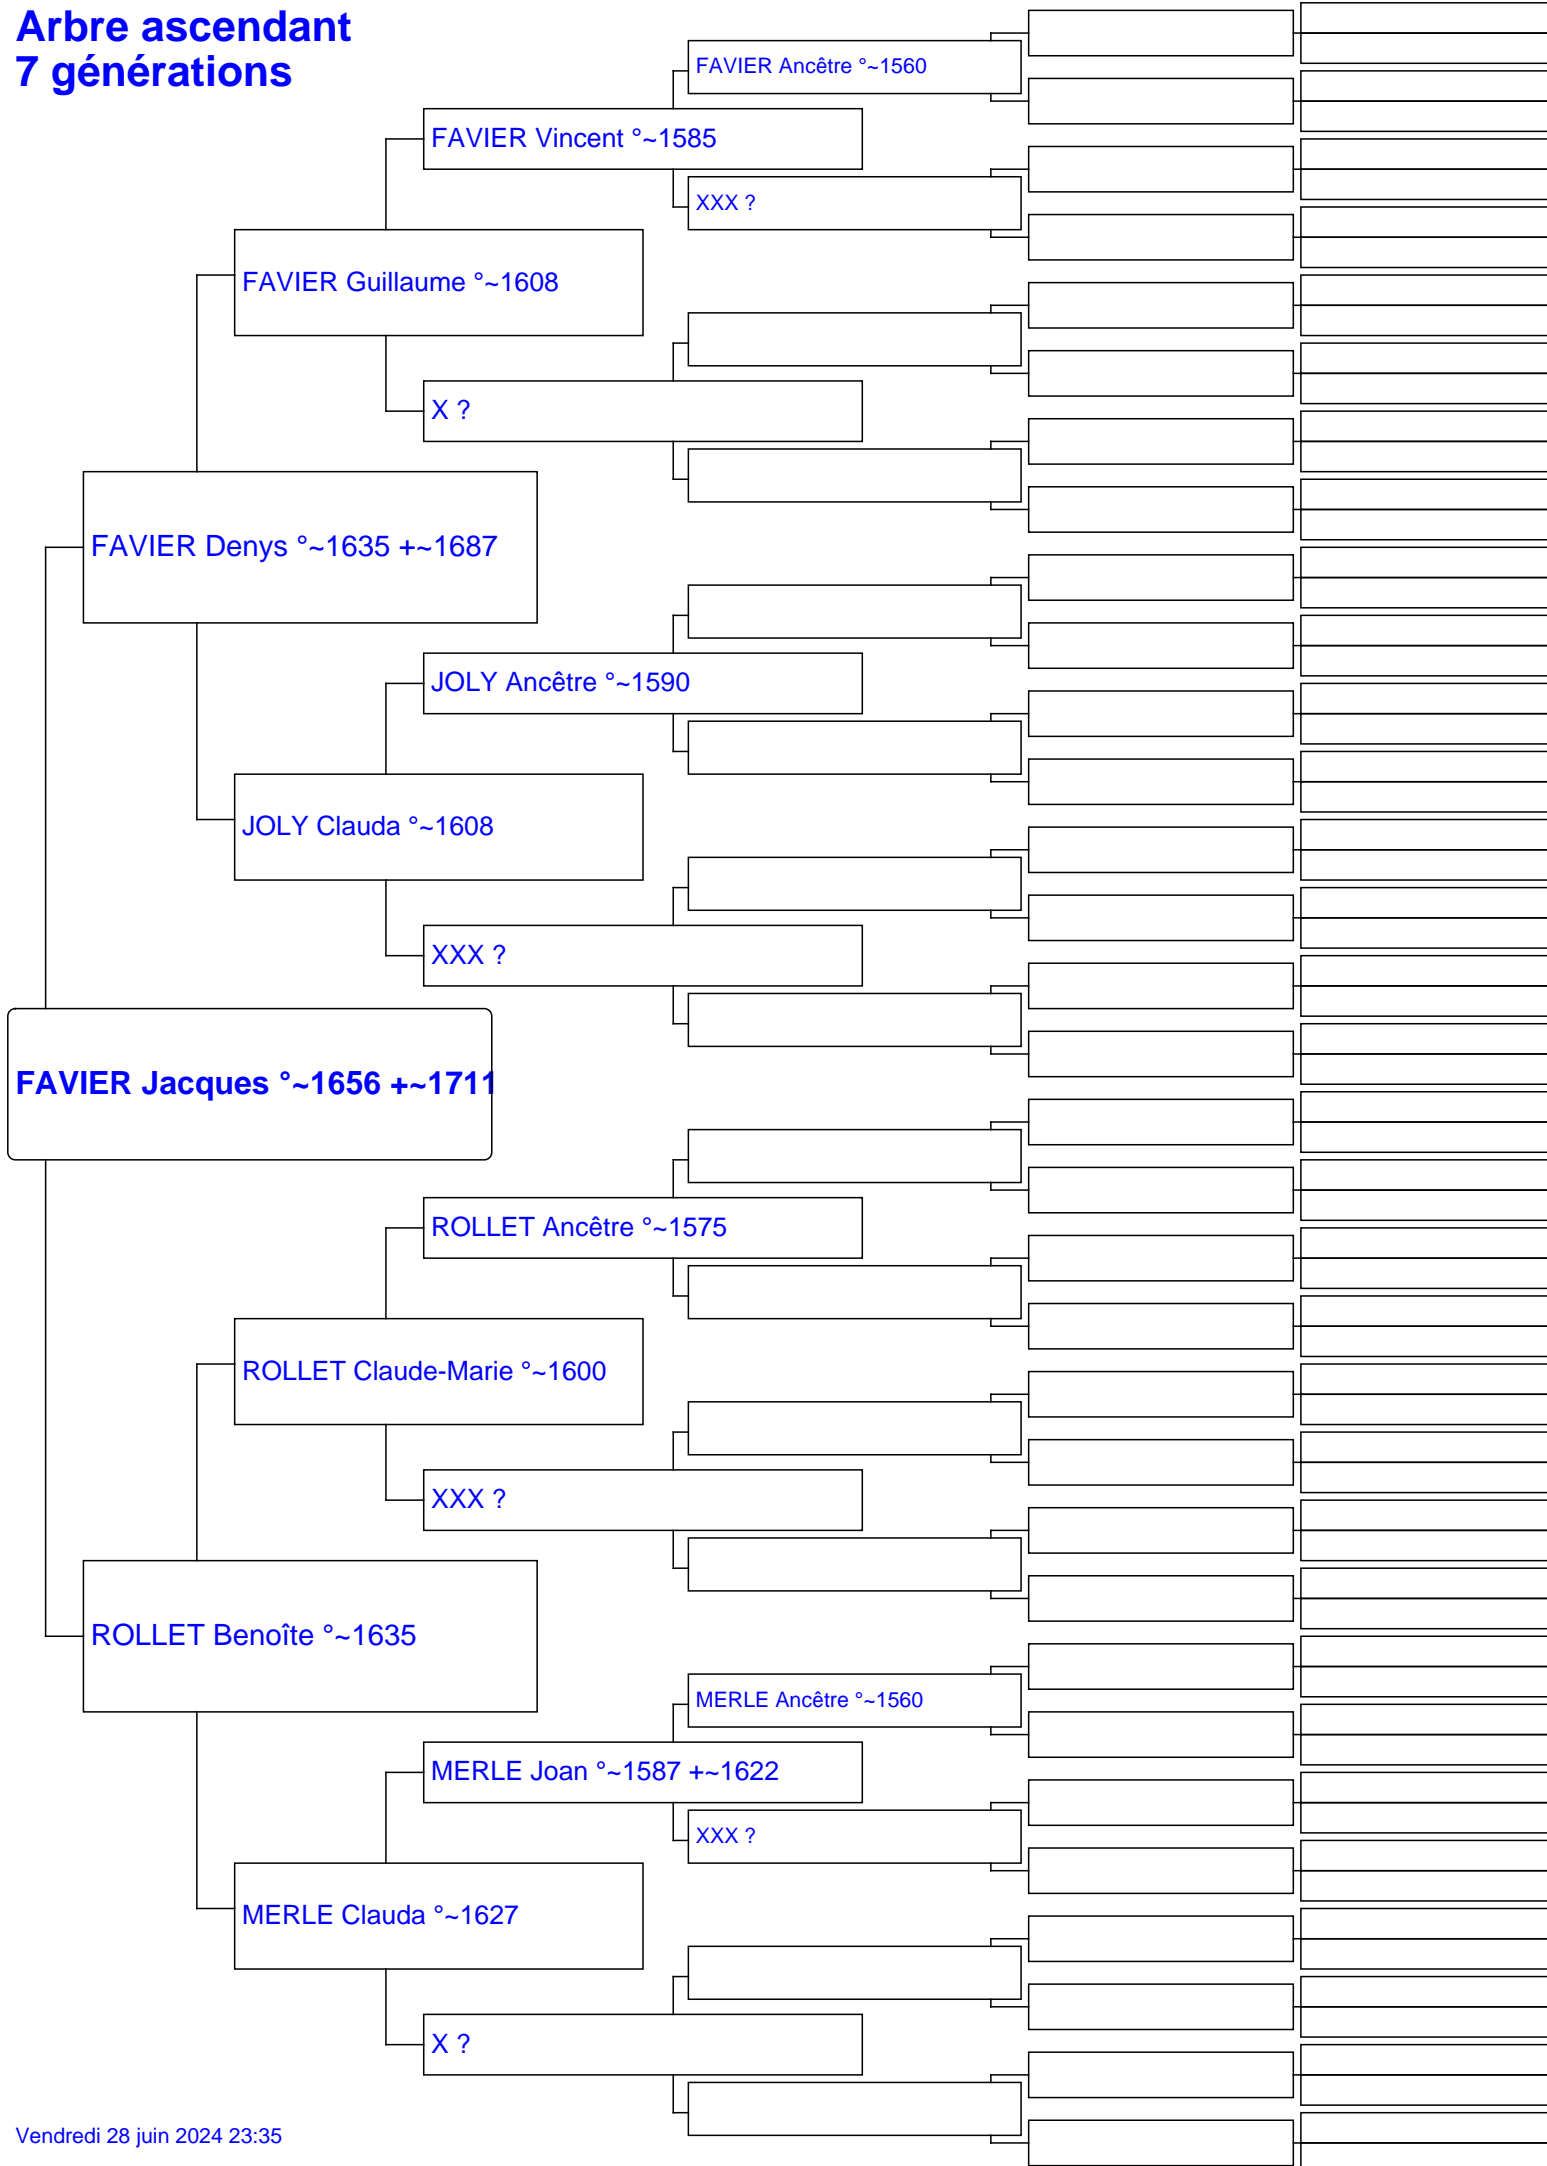 Arbre ascendant
7 générations
FAVIER Ancêtre °~1560
FAVIER Vincent °~1585
XXX ?
FAVIER Guillaume °~1608
X ?
FAVIER Denys °~1635 +~1687
JOLY Ancêtre °~1590
JOLY Clauda °~1608
XXX ?
FAVIER Jacques °~1656 +~1711
ROLLET Ancêtre °~1575
ROLLET Claude-Marie °~1600
XXX ?
ROLLET Benoîte °~1635
MERLE Ancêtre °~1560
MERLE Joan °~1587 +~1622
XXX ?
MERLE Clauda °~1627
X ?
Vendredi 28 juin 2024 23:35